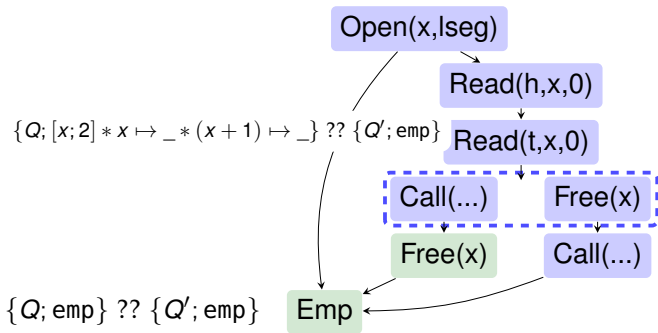 Open(x,lseg)
Read(h,x,0)
{Q; [x; 2] ∗ x ↦ _ ∗ (x + 1) ↦ _} ?? {Q′; emp}
Read(t,x,0)
Call(...) Free(x)
Free(x) Call(...)
{Q; emp} ?? {Q′; emp} Emp